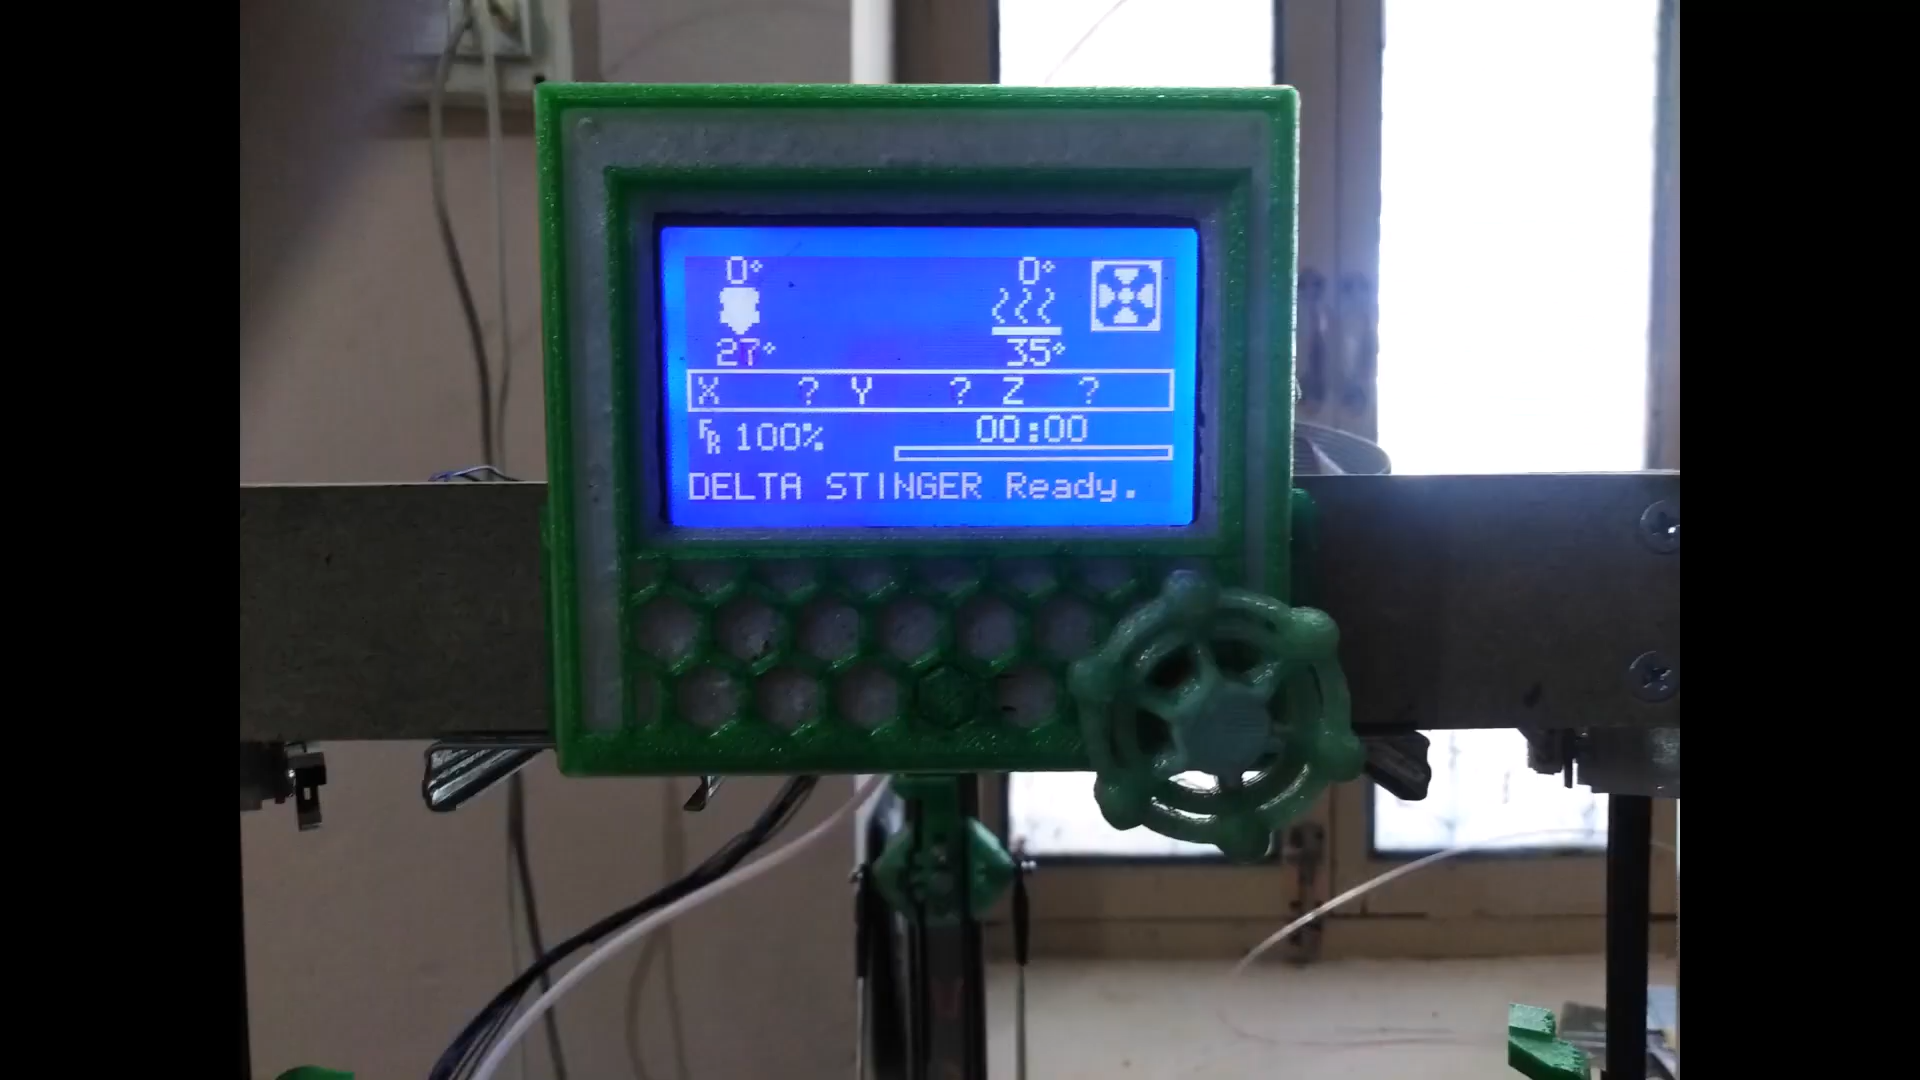 0° 0°
27° 35°
X ? Y ? Z ?
FR 100% 00:00
DELTA STINGER Ready.